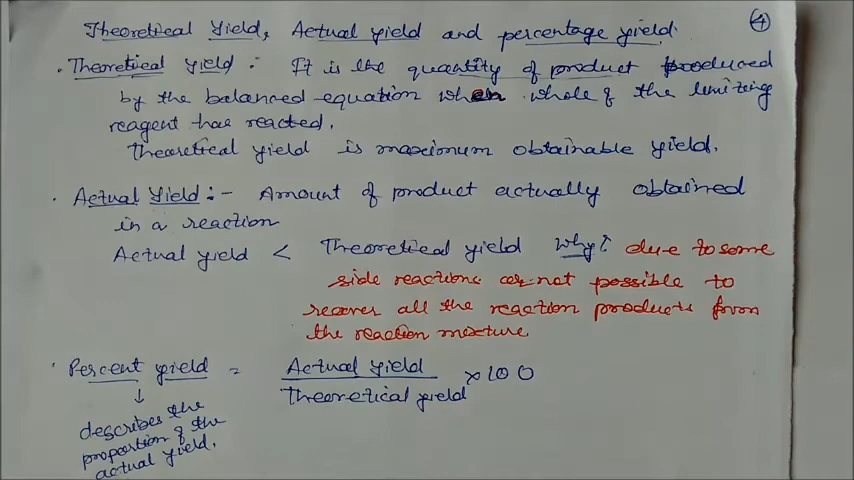 Theoretical Yield, Actual yield and percentage yield. 4
· Theoretical yield : It is the quantity of product produced
by the balanced equation when whole of the limiting
reagent has reacted.
Theoretical yield is maximum obtainable yield.
· Actual Yield :- Amount of product actually obtained
in a reaction
Actual yield < Theoretical yield Why? due to some
side reactions or not possible to
recover all the reaction products from
the reaction mixture
· Percent yield = Actual Yield / Theoretical yield × 100
↓
describes the
proportion of the
actual yield.